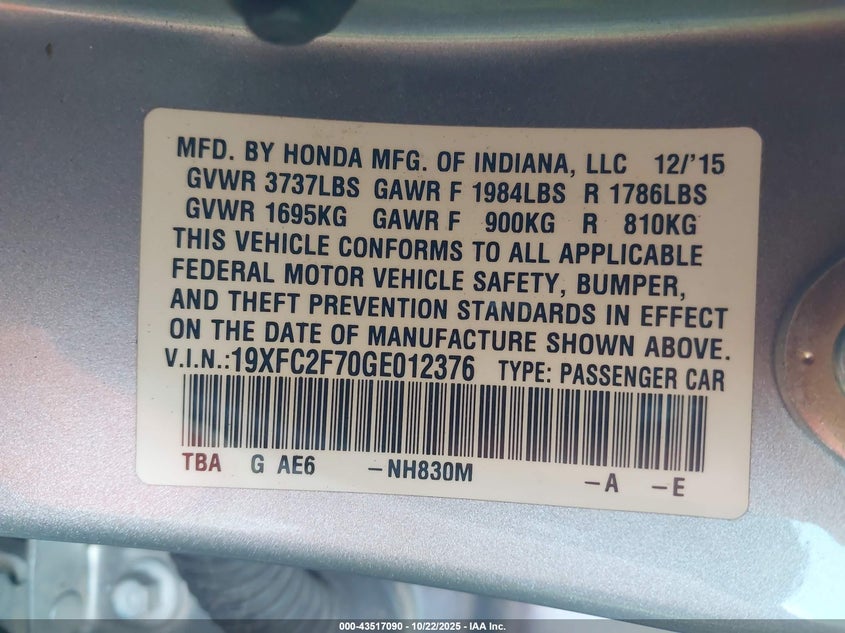 MFD. BY HONDA MFG. OF INDIANA, LLC 12/'15
GVWR 3737LBS GAWR F 1984LBS R 1786LBS
GVWR 1695KG GAWR F 900KG R 810KG
THIS VEHICLE CONFORMS TO ALL APPLICABLE
FEDERAL MOTOR VEHICLE SAFETY, BUMPER,
AND THEFT PREVENTION STANDARDS IN EFFECT
ON THE DATE OF MANUFACTURE SHOWN ABOVE.
V.I.N.:19XFC2F70GE012376 TYPE: PASSENGER CAR
TBA G AE6 –NH830M –A –E
000-43517090 - 10/22/2025 - IAA Inc.